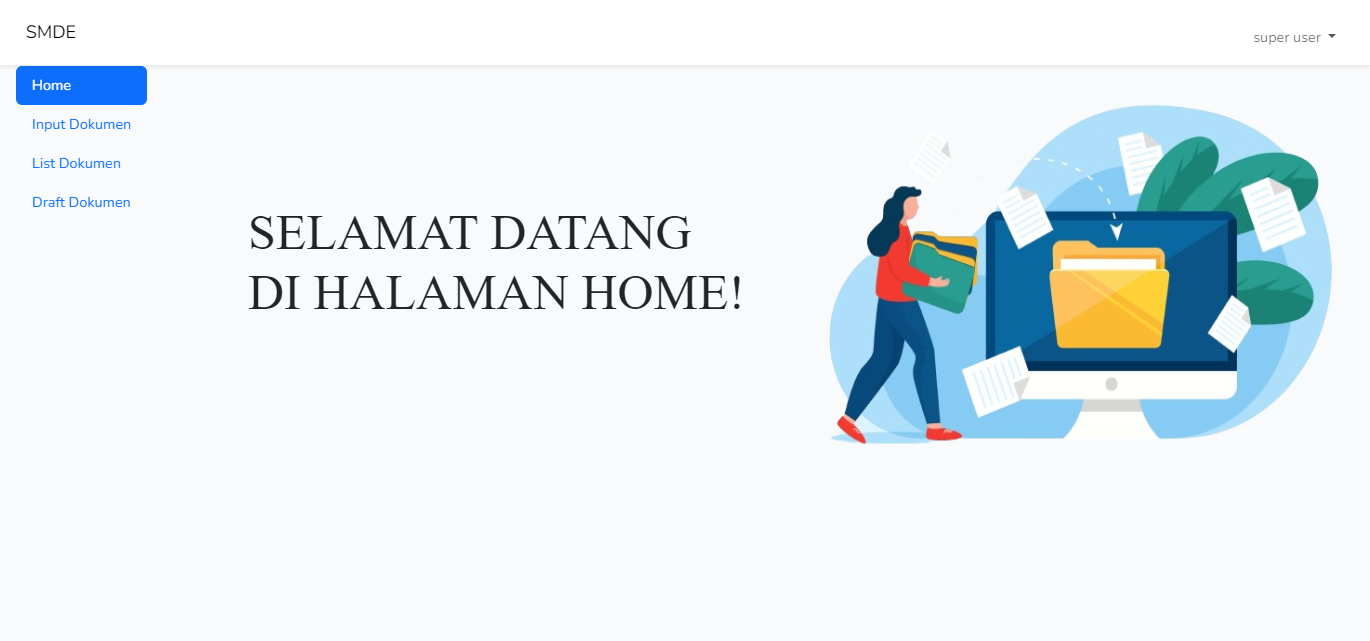 SMDE
super user
Home
Input Dokumen
List Dokumen
Draft Dokumen
SELAMAT DATANG
DI HALAMAN HOME!